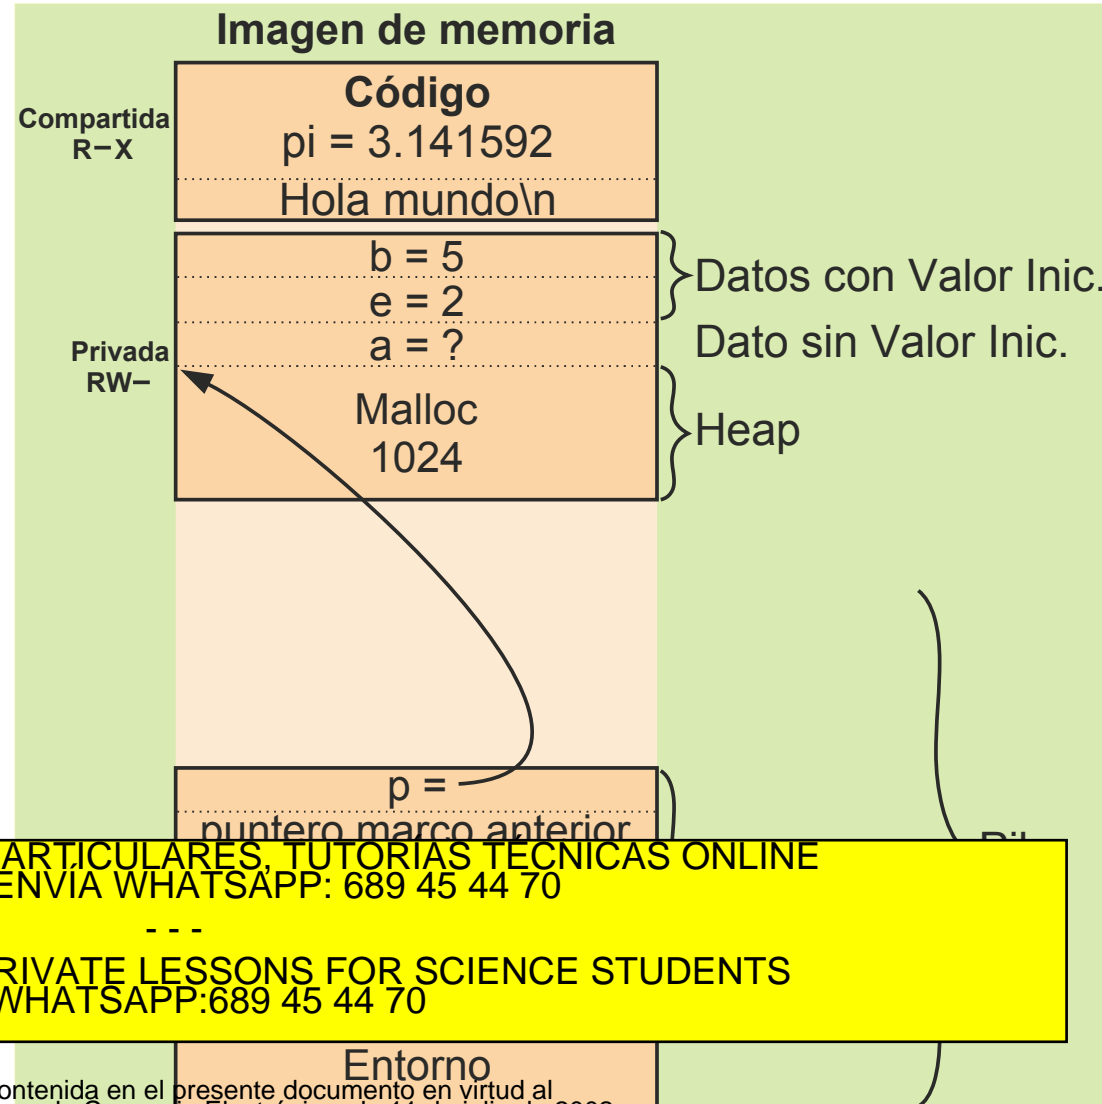 Imagen de memoria
Código
Compartida
R–X
pi = 3.141592
Hola mundo\n
b = 5
Datos con Valor Inic.
e = 2
a = ?
Dato sin Valor Inic.
Privada
RW–
Malloc
1024
Heap
p =
puntero marco anterior
ARTICULARES, TUTORÍAS TÉCNICAS ONLINE
ENVÍA WHATSAPP: 689 45 44 70
- - -
RIVATE LESSONS FOR SCIENCE STUDENTS
WHATSAPP:689 45 44 70
Entorno
ontenida en el presente documento en virtud al